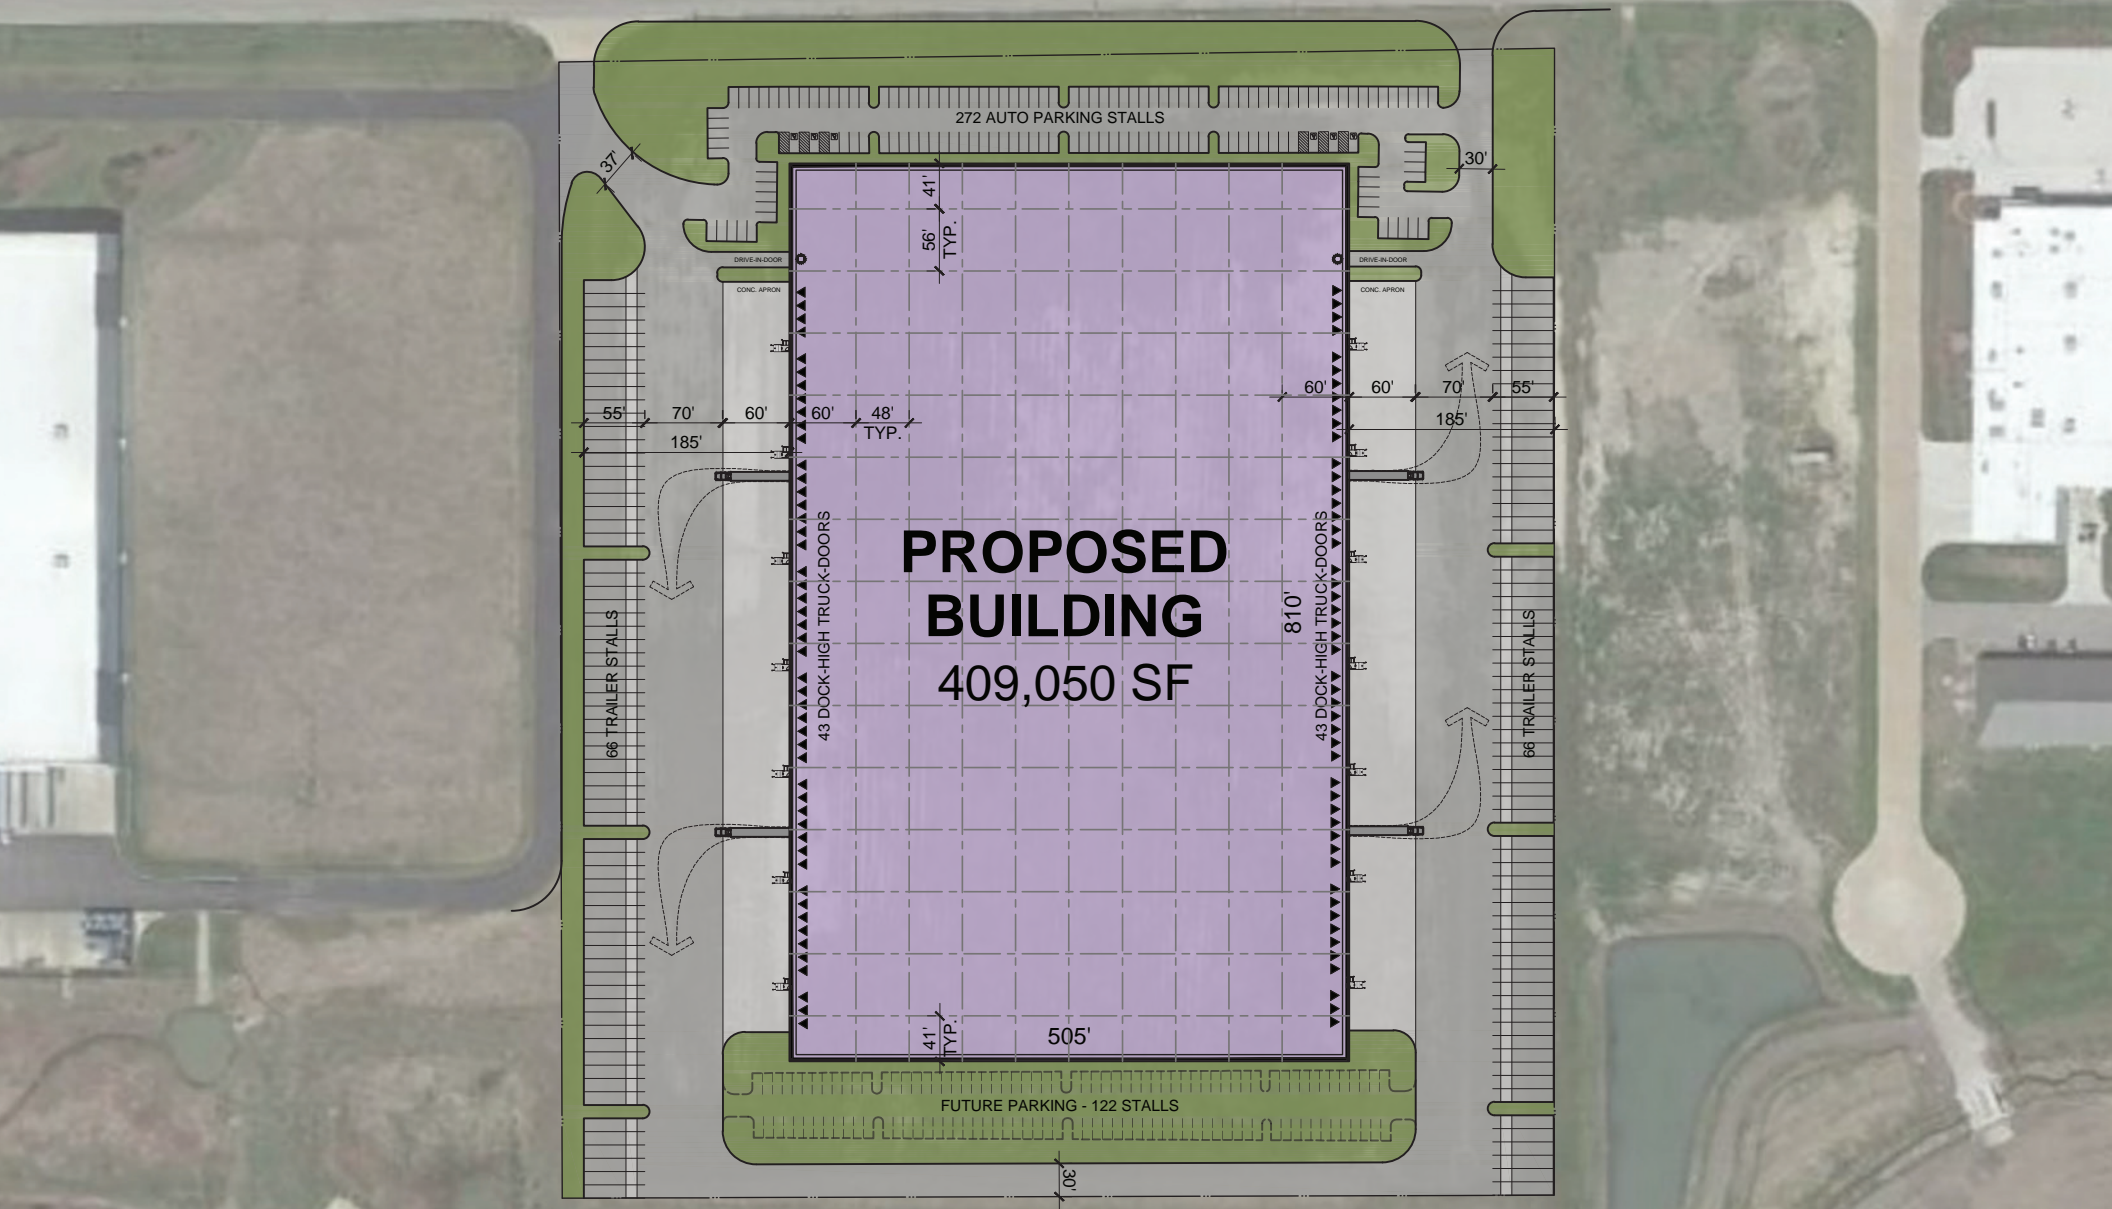 272 AUTO PARKING STALLS
37'
30'
41'
56'
TYP.
DRIVE-IN-DOOR
DRIVE-IN-DOOR
CONC. APRON
CONC. APRON
60'
60'
70'
55'
185'
55'
70'
60'
60'
48'
TYP.
185'
PROPOSED
BUILDING
409,050 SF
810'
43 DOCK-HIGH TRUCK-DOORS
43 DOCK-HIGH TRUCK-DOORS
66 TRAILER STALLS
66 TRAILER STALLS
41'
TYP.
505'
FUTURE PARKING - 122 STALLS
30'